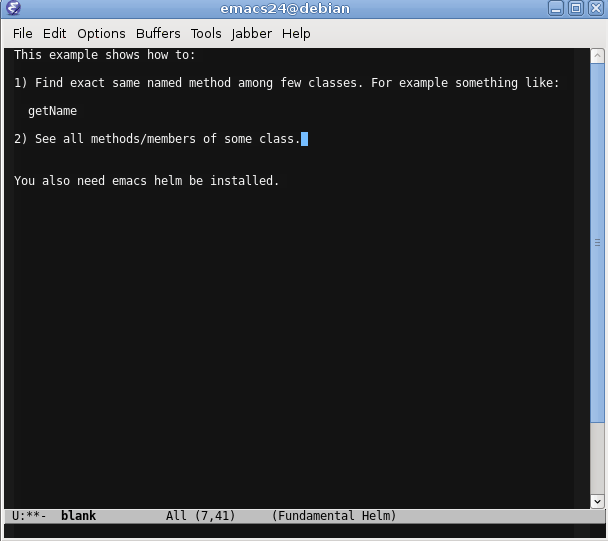 emacs24@debian
File Edit Options Buffers Tools Jabber Help
This example shows how to:
1) Find exact same named method among few classes. For example something like:
getName
2) See all methods/members of some class.
You also need emacs helm be installed.
U:**- blank All (7,41) (Fundamental Helm)